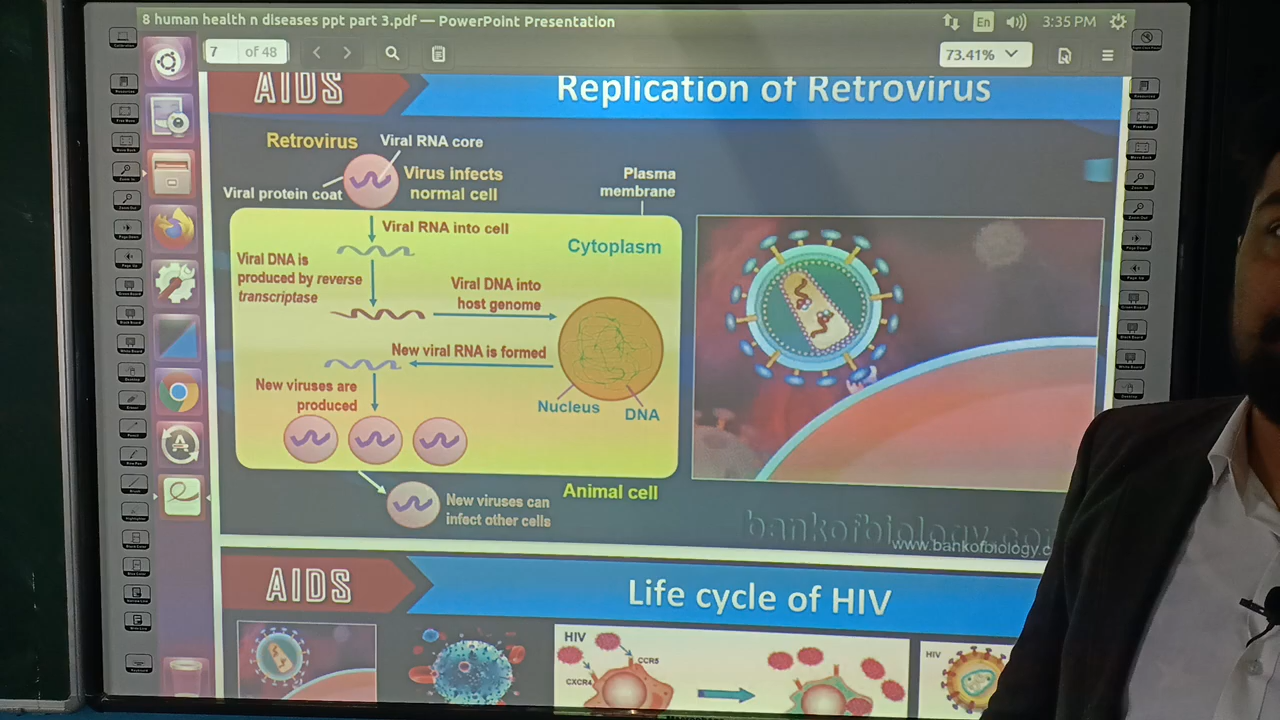 8 human health n diseases ppt part 3.pdf — PowerPoint Presentation
En
3:35 PM
7
of 48
73.41%
AIDS
Replication of Retrovirus
Retrovirus
Viral RNA core
Viral protein coat
Virus infects
normal cell
Plasma
membrane
Viral RNA into cell
Cytoplasm
Viral DNA is
produced by reverse
transcriptase
Viral DNA into
host genome
New viral RNA is formed
New viruses are
produced
Nucleus
DNA
Animal cell
New viruses can
infect other cells
bankofbiology.co
www.bankofbiology.c
AIDS
Life cycle of HIV
HIV
CCR5
CXCR4
HIV